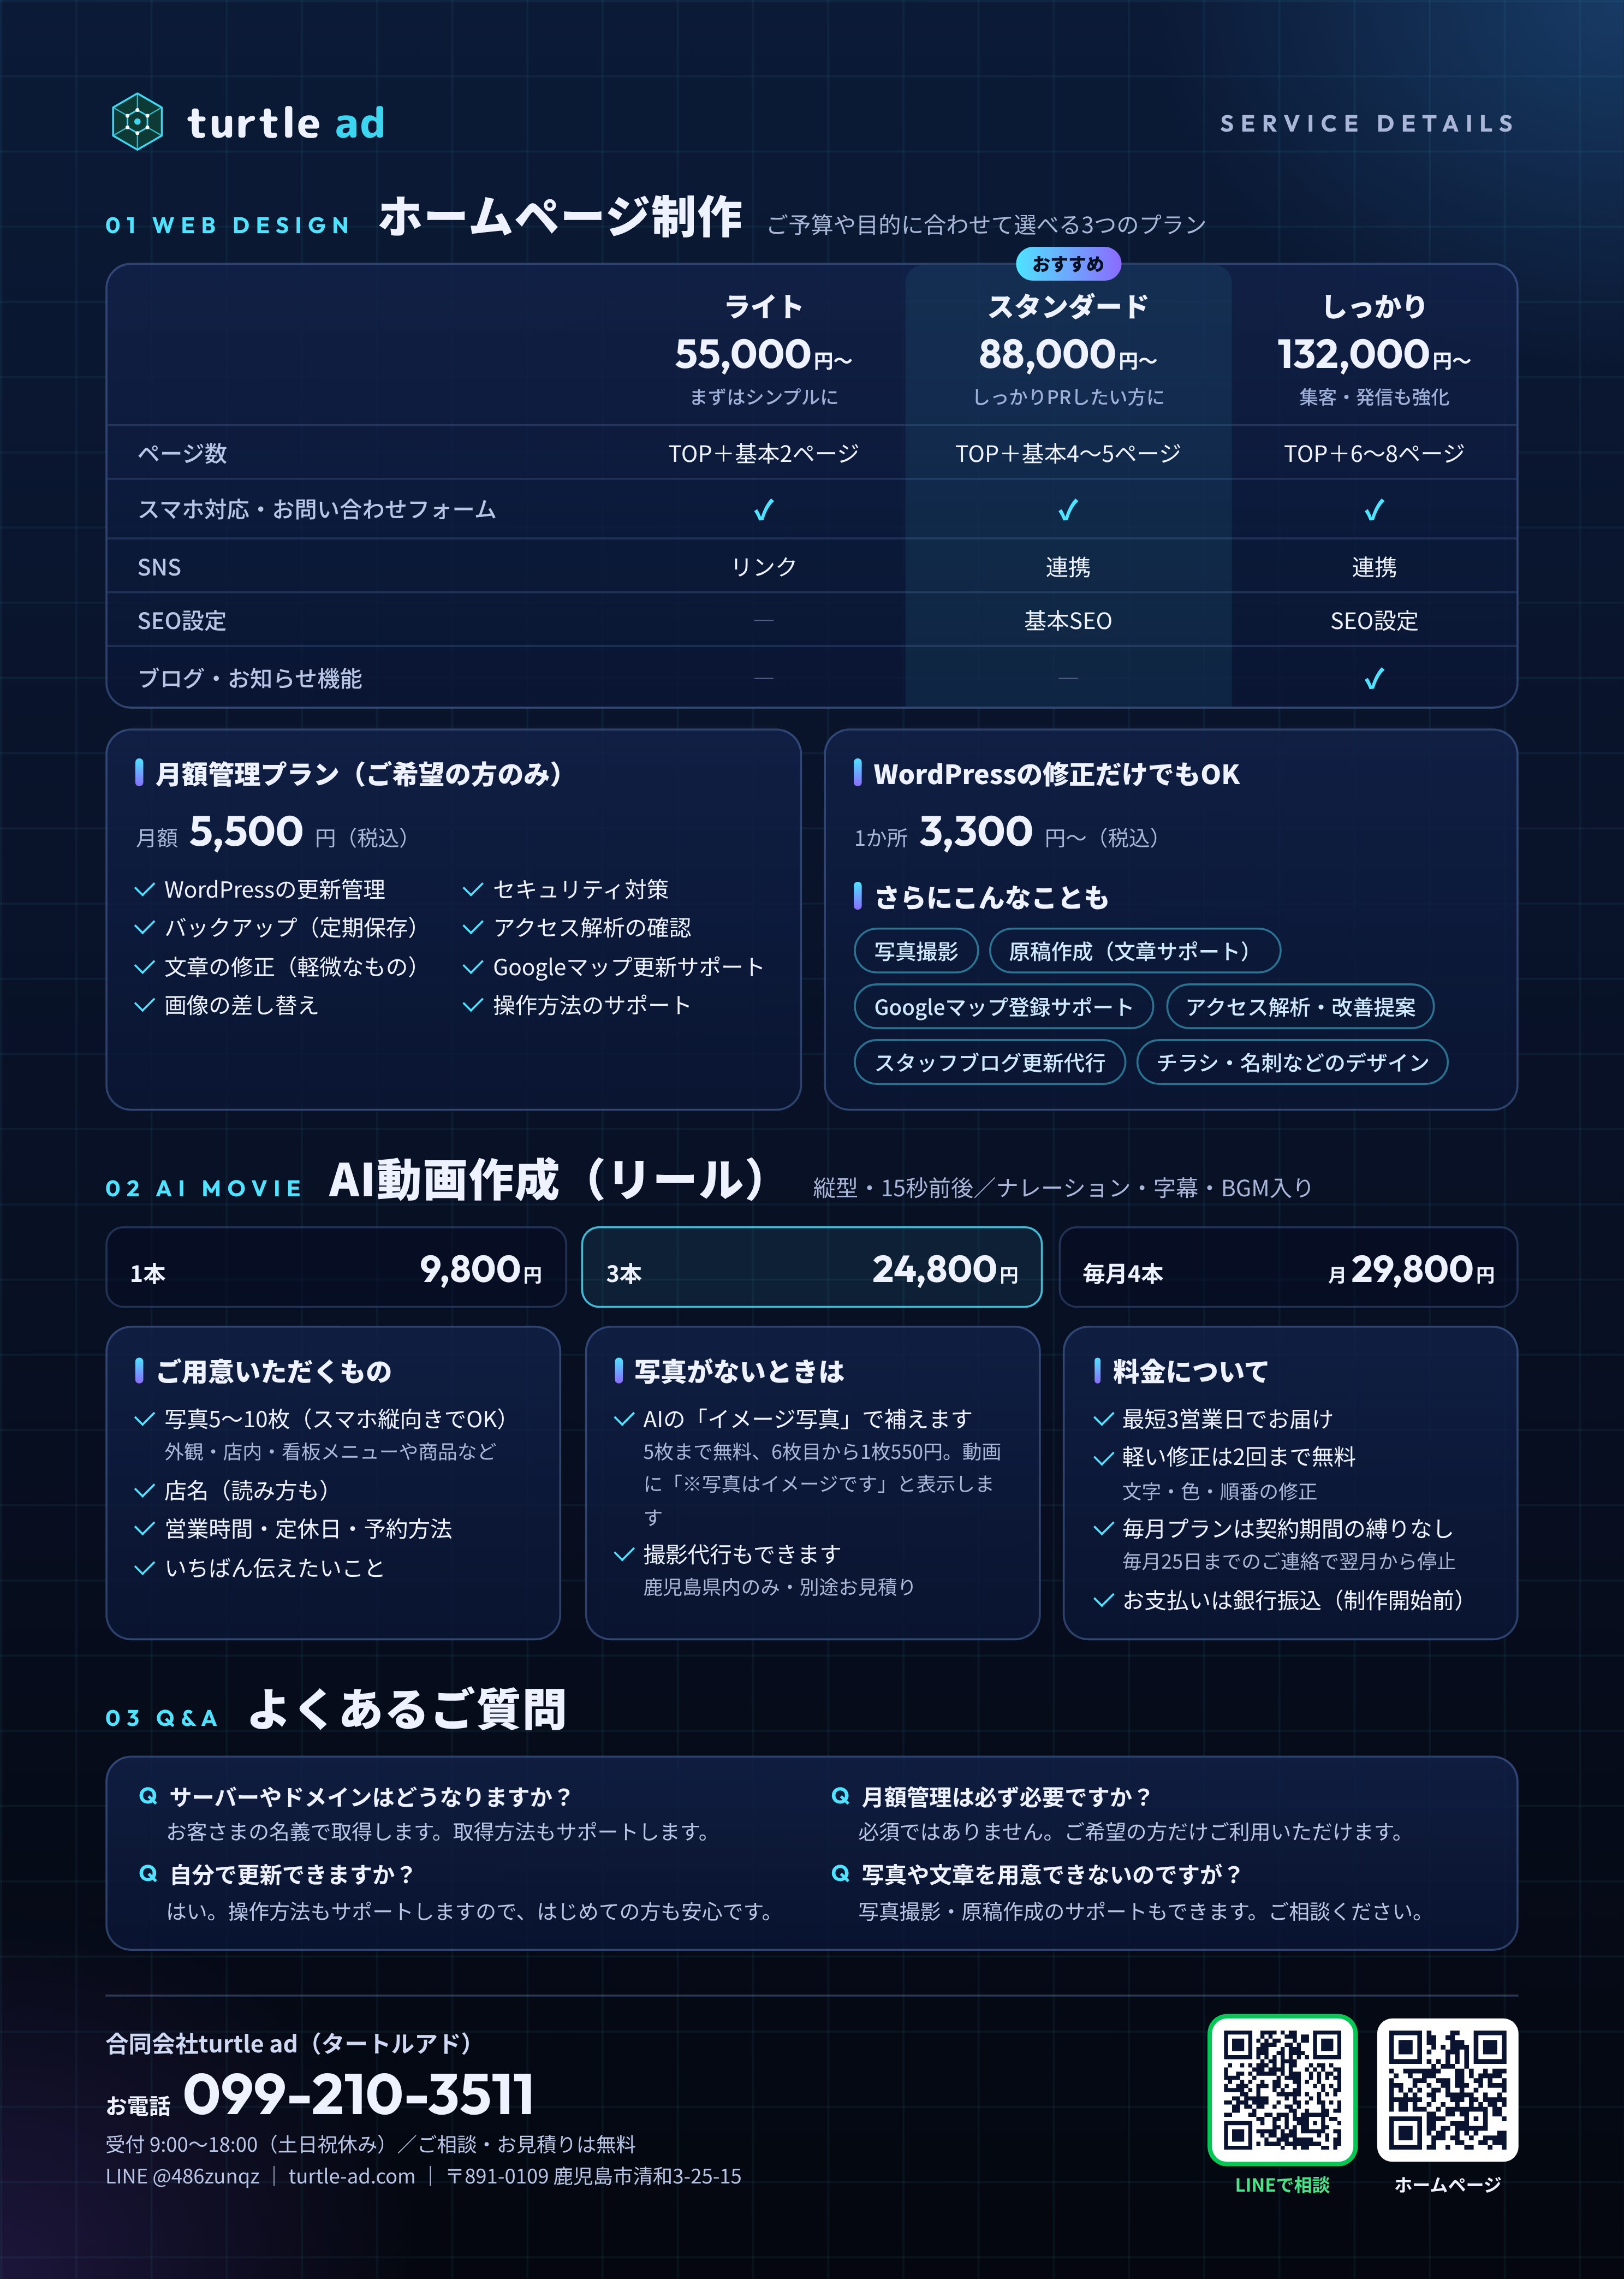 turtle ad
SERVICE DETAILS
01 WEB DESIGN ホームページ制作 ご予算や目的に合わせて選べる3つのプラン
おすすめ
ライト スタンダード しっかり
55,000円～ 88,000円～ 132,000円～
まずはシンプルに しっかりPRしたい方に 集客・発信も強化
ページ数 TOP＋基本2ページ TOP＋基本4～5ページ TOP＋6～8ページ
スマホ対応・お問い合わせフォーム ✓ ✓ ✓
SNS リンク 連携 連携
SEO設定 — 基本SEO SEO設定
ブログ・お知らせ機能 — — ✓
月額管理プラン（ご希望の方のみ）
月額 5,500 円（税込）
✓ WordPressの更新管理 ✓ セキュリティ対策
✓ バックアップ（定期保存） ✓ アクセス解析の確認
✓ 文章の修正（軽微なもの） ✓ Googleマップ更新サポート
✓ 画像の差し替え ✓ 操作方法のサポート
WordPressの修正だけでもOK
1か所 3,300 円～（税込）
さらにこんなことも
写真撮影 原稿作成（文章サポート）
Googleマップ登録サポート アクセス解析・改善提案
スタッフブログ更新代行 チラシ・名刺などのデザイン
02 AI MOVIE AI動画作成（リール） 縦型・15秒前後／ナレーション・字幕・BGM入り
1本 9,800円
3本 24,800円
毎月4本 月29,800円
ご用意いただくもの
✓ 写真5～10枚（スマホ縦向きでOK）
外観・店内・看板メニューや商品など
✓ 店名（読み方も）
✓ 営業時間・定休日・予約方法
✓ いちばん伝えたいこと
写真がないときは
✓ AIの「イメージ写真」で補えます
5枚まで無料、6枚目から1枚550円。動画
に「※写真はイメージです」と表示しま
す
✓ 撮影代行もできます
鹿児島県内のみ・別途お見積り
料金について
✓ 最短3営業日でお届け
✓ 軽い修正は2回まで無料
文字・色・順番の修正
✓ 毎月プランは契約期間の縛りなし
毎月25日までのご連絡で翌月から停止
✓ お支払いは銀行振込（制作開始前）
03 Q&A よくあるご質問
Q サーバーやドメインはどうなりますか？
お客さまの名義で取得します。取得方法もサポートします。
Q 月額管理は必ず必要ですか？
必須ではありません。ご希望の方だけご利用いただけます。
Q 自分で更新できますか？
はい。操作方法もサポートしますので、はじめての方も安心です。
Q 写真や文章を用意できないのですが？
写真撮影・原稿作成のサポートもできます。ご相談ください。
合同会社turtle ad（タートルアド）
お電話 099-210-3511
受付 9:00～18:00（土日祝休み）／ご相談・お見積りは無料
LINE @486zunqz ｜ turtle-ad.com ｜ 〒891-0109 鹿児島市清和3-25-15
LINEで相談
ホームページ